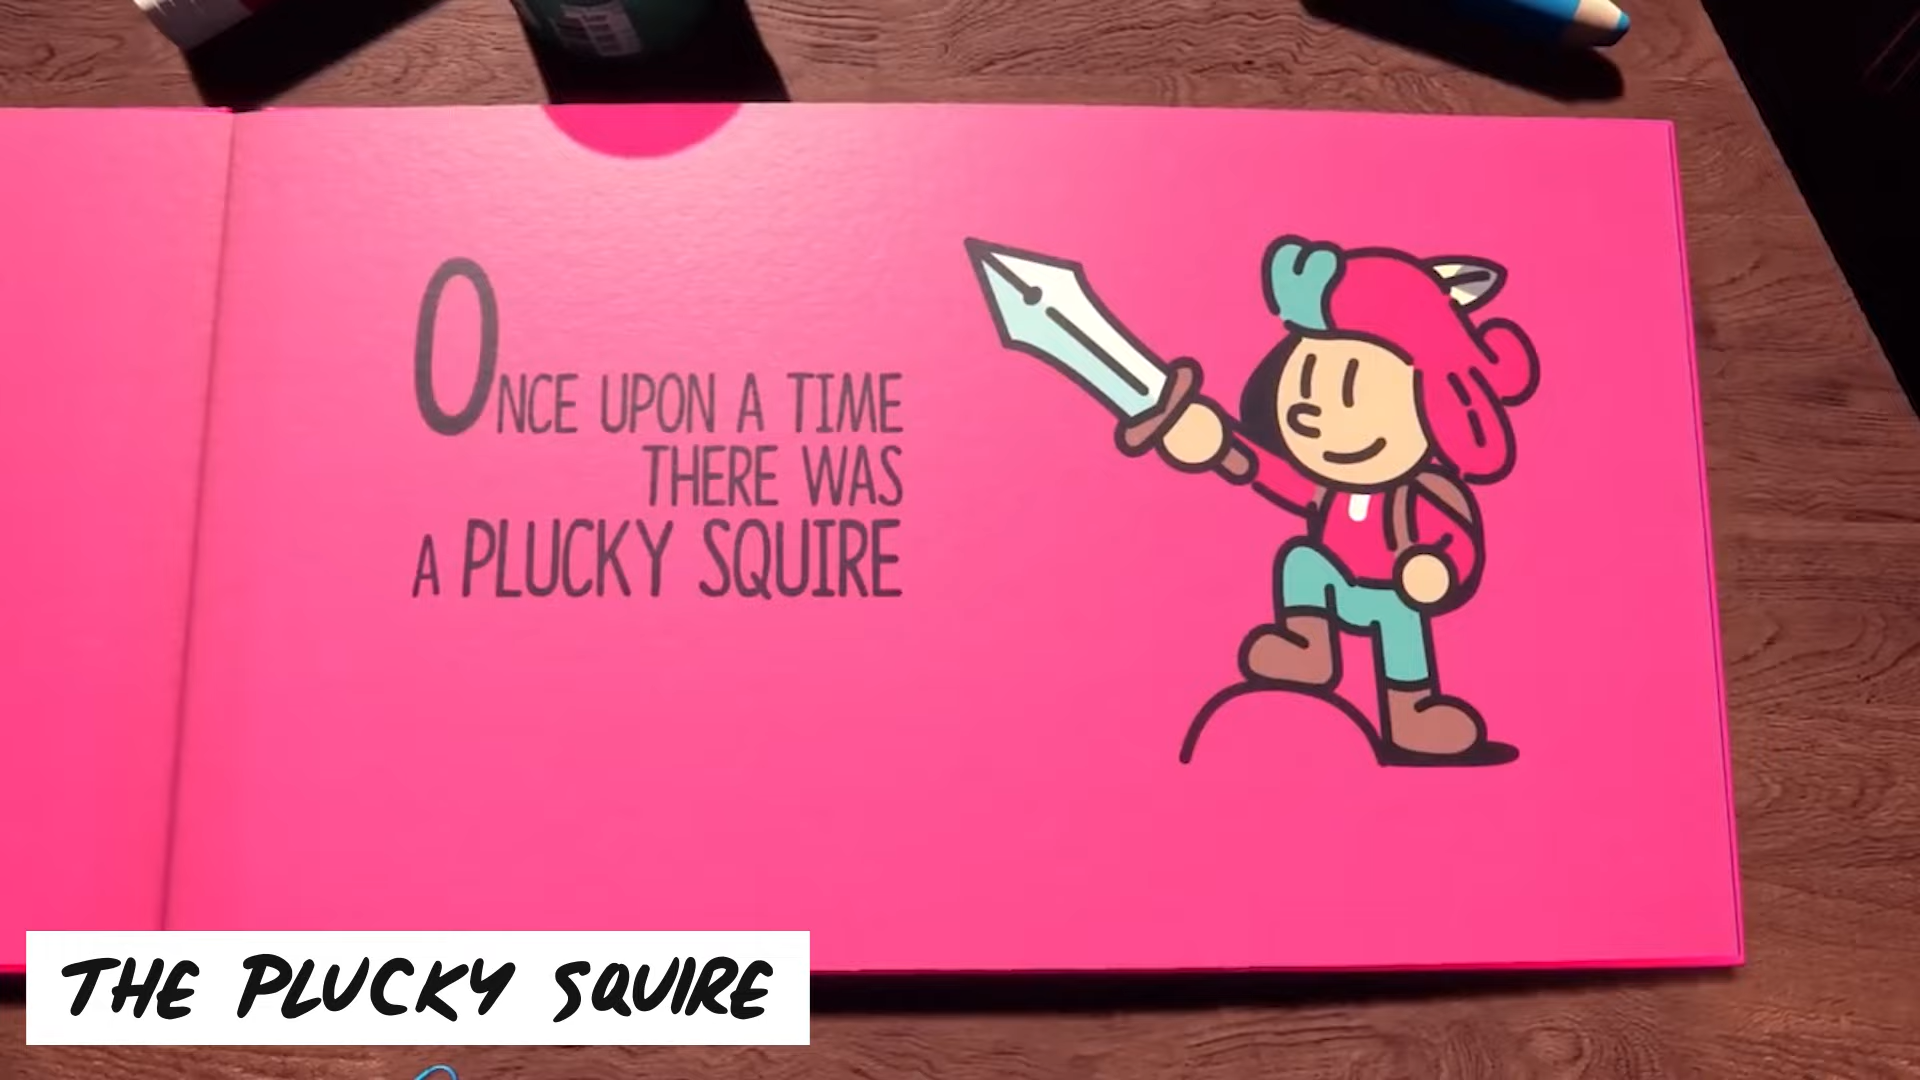 ONCE UPON A TIME
THERE WAS
A PLUCKY SQUIRE
THE PLUCKY SQUIRE